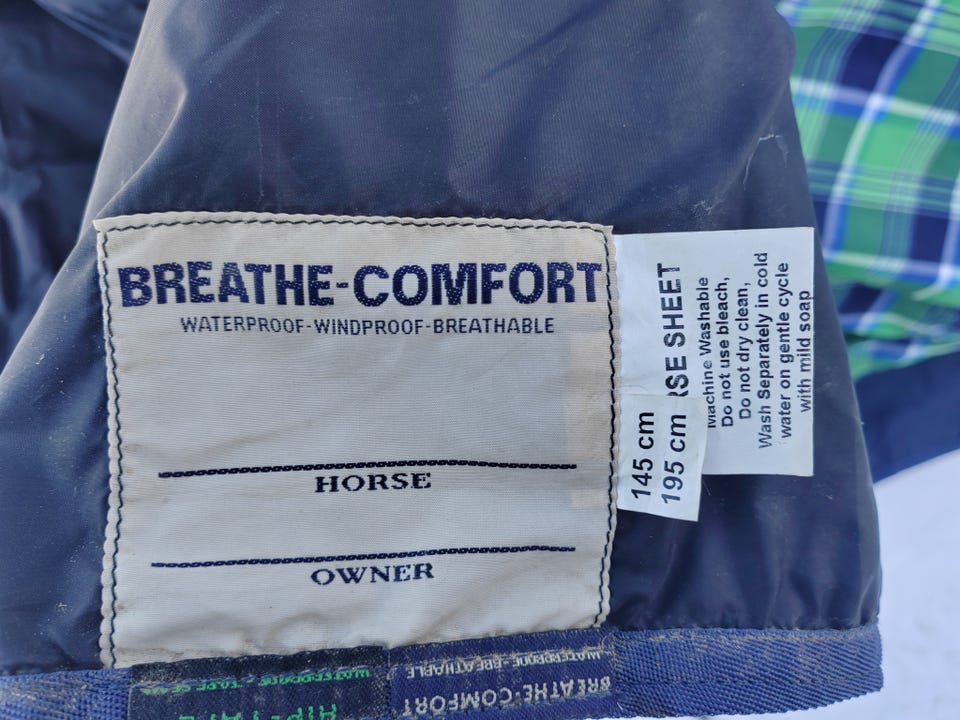 BREATHE-COMFORT
WATERPROOF-WINDPROOF-BREATHABLE
HORSE
OWNER
145 cm
195 cm
RSE SHEET
Machine Washable
Do not use bleach,
Do not dry clean,
Wash Separately in cold
water on gentle cycle
with mild soap
WATERPROOF-BREATHABLE
BREATHE-COMFORT